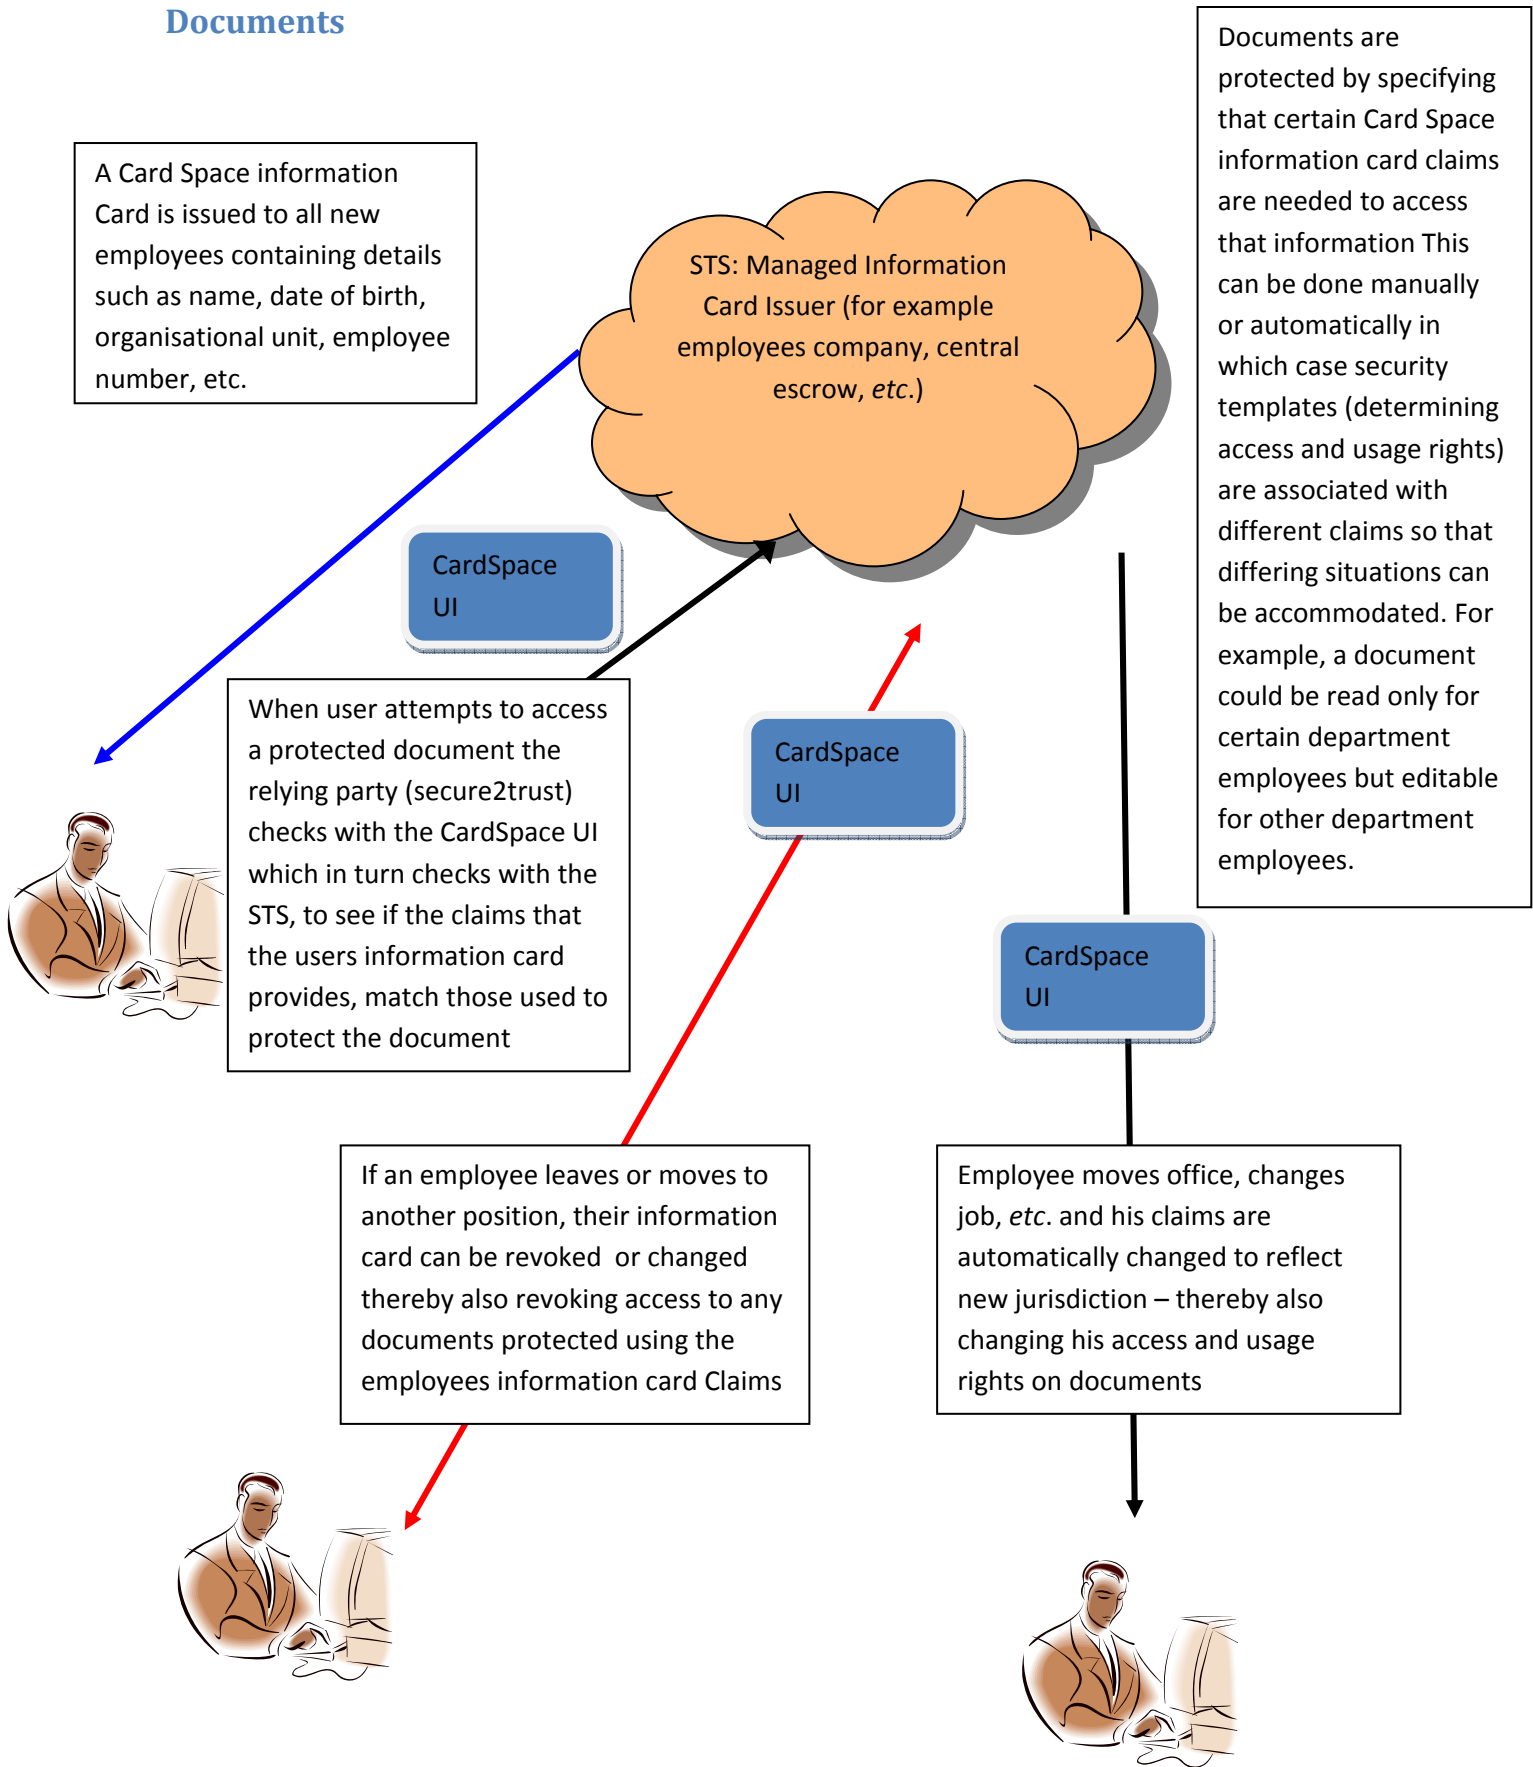 Documents
A Card Space information
Card is issued to all new
employees containing details
such as name, date of birth,
organisational unit, employee
number, etc.
STS: Managed Information
Card Issuer (for example
employees company, central
escrow, etc.)
Documents are
protected by specifying
that certain Card Space
information card claims
are needed to access
that information This
can be done manually
or automatically in
which case security
templates (determining
access and usage rights)
are associated with
different claims so that
differing situations can
be accommodated. For
example, a document
could be read only for
certain department
employees but editable
for other department
employees.
CardSpace
UI
When user attempts to access
a protected document the
relying party (secure2trust)
checks with the CardSpace UI
which in turn checks with the
STS, to see if the claims that
the users information card
provides, match those used to
protect the document
CardSpace
UI
CardSpace
UI
If an employee leaves or moves to
another position, their information
card can be revoked  or changed
thereby also revoking access to any
documents protected using the
employees information card Claims
Employee moves office, changes
job, etc. and his claims are
automatically changed to reflect
new jurisdiction – thereby also
changing his access and usage
rights on documents